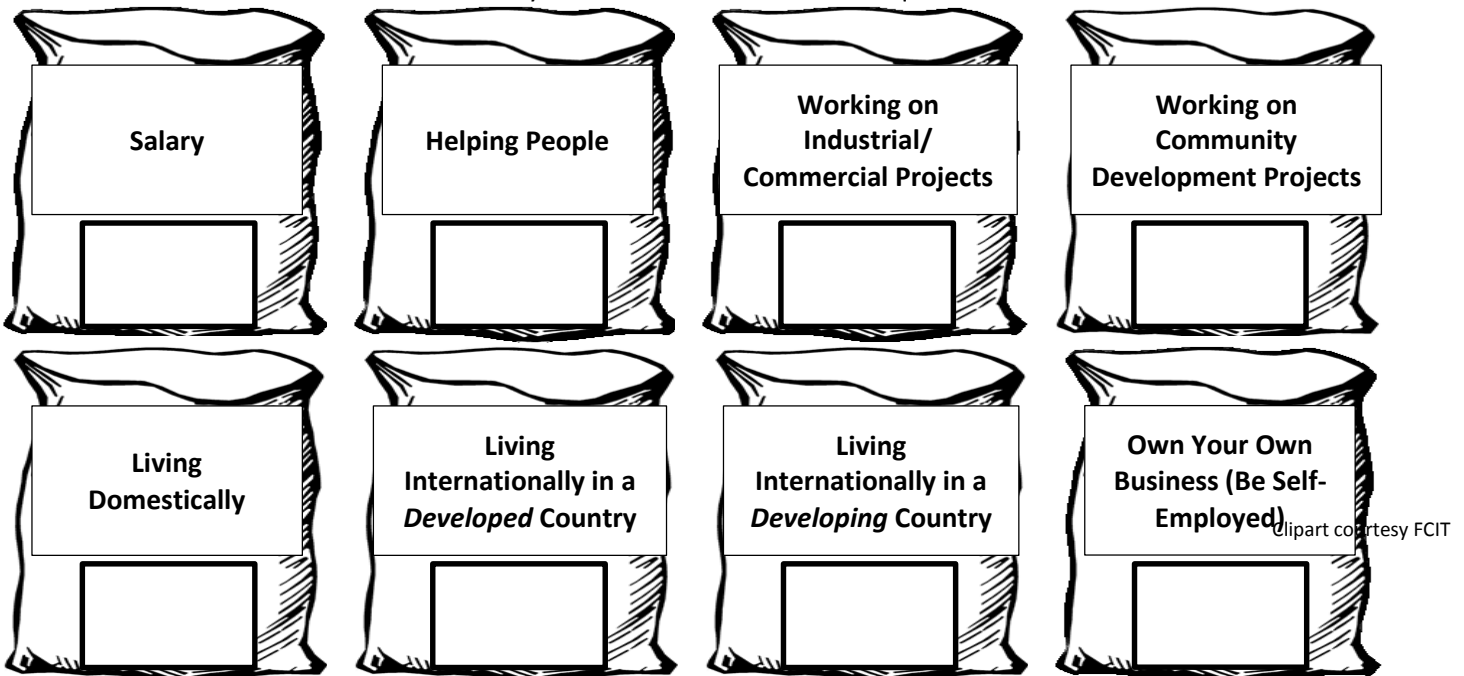 Salary
Helping People
Working on
Industrial/
Commercial Projects
Working on
Community
Development Projects
Living
Domestically
Living
Internationally in a
Developed Country
Living
Internationally in a
Developing Country
Own Your Own
Business (Be Self-
Employed)
Clipart courtesy FCIT